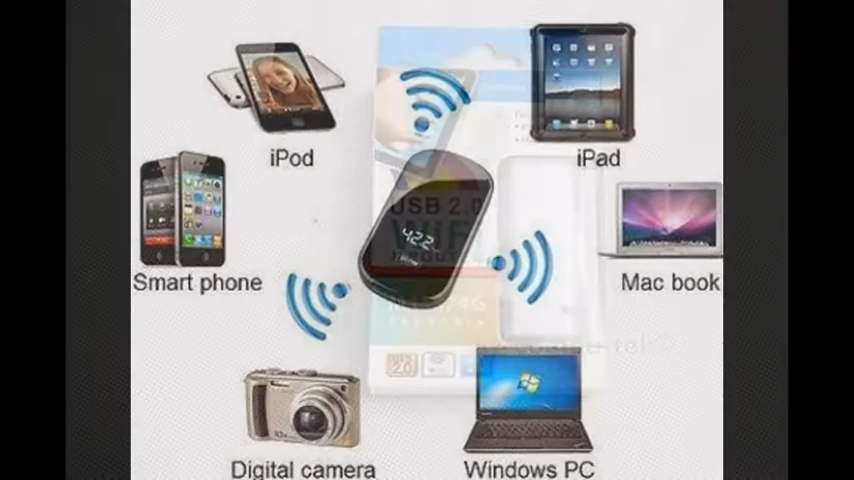 iPod
iPad
USB 2.0
WiFi
422
Smart phone
Mac book
Digital camera
Windows PC